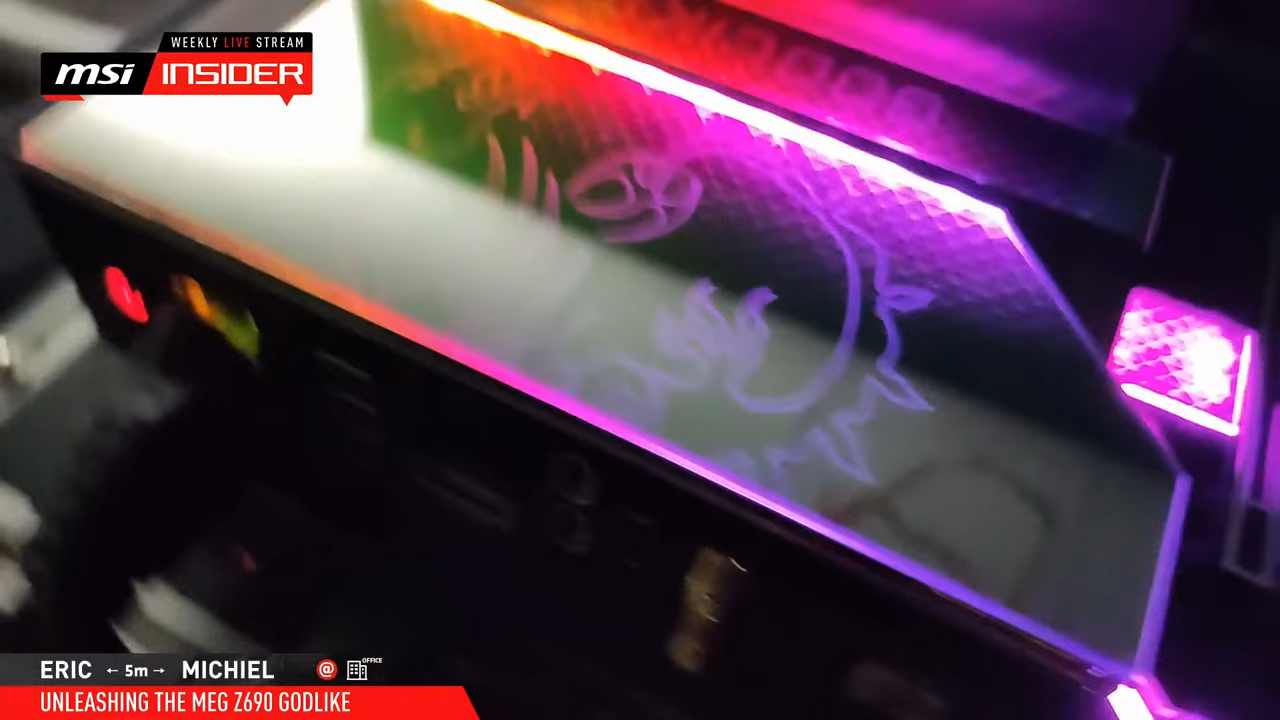 WEEKLY LIVE STREAM
msi INSIDER
ERIC ←5m→ MICHIEL @ OFFICE
UNLEASHING THE MEG Z690 GODLIKE